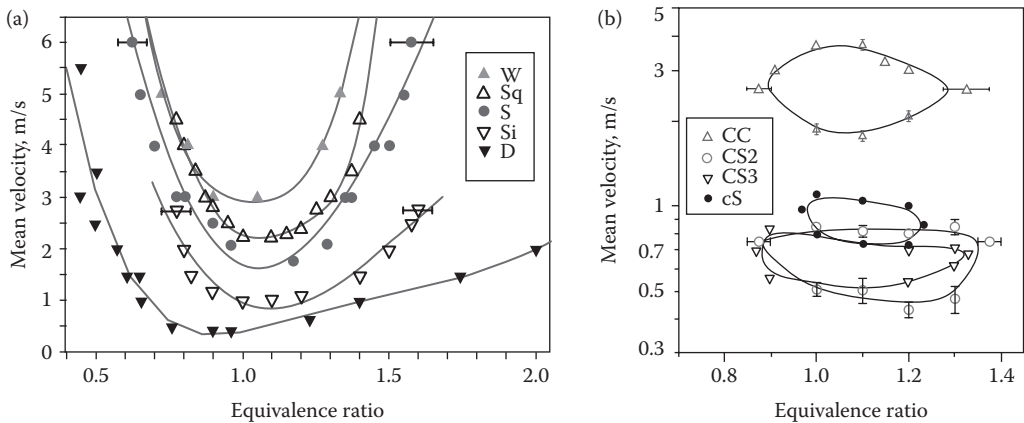 (a)
6
5
4
3
2
1
0
Mean velocity, m/s
0.5
1.0
1.5
2.0
Equivalence ratio
W
Sq
S
Si
D
(b)
5
3
1
0.7
0.5
0.3
Mean velocity, m/s
0.8
1.0
1.2
1.4
Equivalence ratio
CC
CS2
CS3
cS